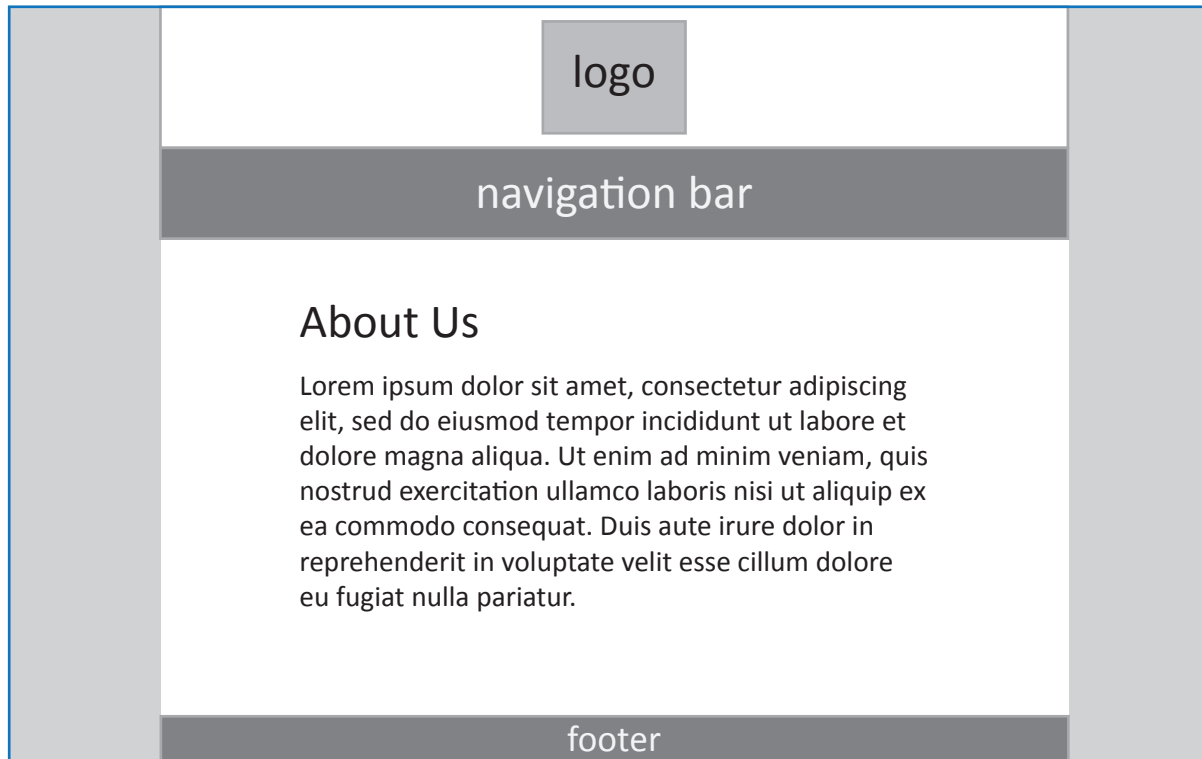 logo
navigation bar
About Us
Lorem ipsum dolor sit amet, consectetur adipiscing
elit, sed do eiusmod tempor incididunt ut labore et
dolore magna aliqua. Ut enim ad minim veniam, quis
nostrud exercitation ullamco laboris nisi ut aliquip ex
ea commodo consequat. Duis aute irure dolor in
reprehenderit in voluptate velit esse cillum dolore
eu fugiat nulla pariatur.
footer